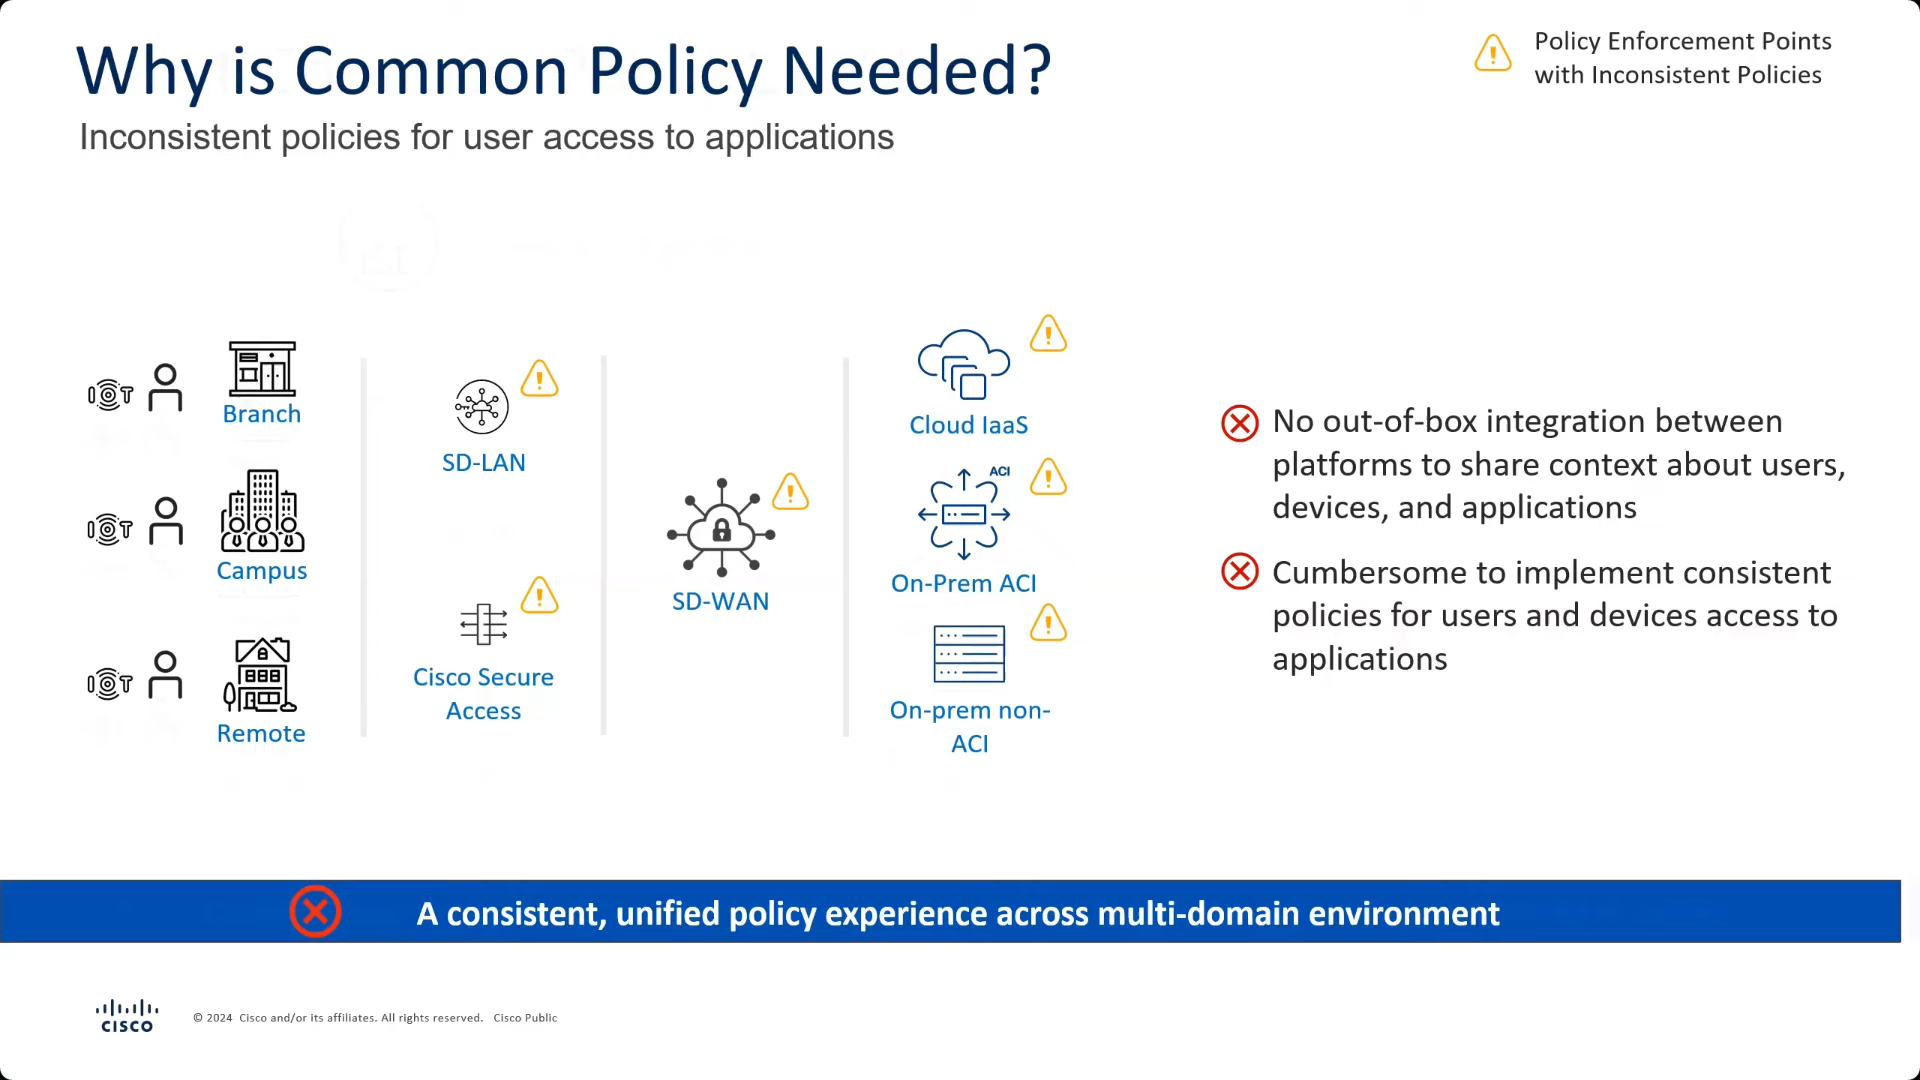 Why is Common Policy Needed?
Inconsistent policies for user access to applications
Policy Enforcement Points
with Inconsistent Policies
IOT
Branch
IOT
Campus
IOT
Remote
SD-LAN
Cisco Secure
Access
SD-WAN
Cloud IaaS
ACI
On-Prem ACI
On-prem non-
ACI
No out-of-box integration between
platforms to share context about users,
devices, and applications
Cumbersome to implement consistent
policies for users and devices access to
applications
A consistent, unified policy experience across multi-domain environment
CISCO
© 2024 Cisco and/or its affiliates. All rights reserved. Cisco Public